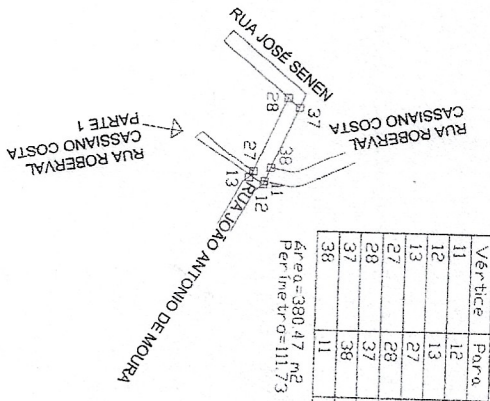 RUA JOSÉ SENEN
28
37
RUA ROBERVAL
CASSIANO COSTA
PARTE 1
RUA ROBERVAL
CASSIANO COSTA
27
13
38
11
12
RUA JOÃO ANTONIO DE MOURA
Vértice Para
11 12
12 13
13 27
27 28
28 37
37 38
38 11
Área=380.47 m2
Perímetro=111.73